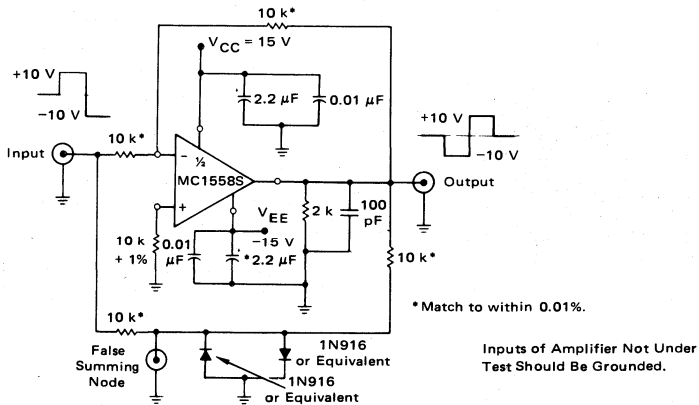 10 k*
VCC = 15 V
+10 V
−10 V
2.2 μF
0.01 μF
+10 V
−10 V
10 k*
Input
−
½
MC1558S
+
Output
VEE
−15 V
2 k
100
pF
10 k
+ 1%
0.01
μF
*2.2 μF
10 k*
*Match to within 0.01%.
10 k*
False
Summing
Node
1N916
or Equivalent
1N916
or Equivalent
Inputs of Amplifier Not Under
Test Should Be Grounded.